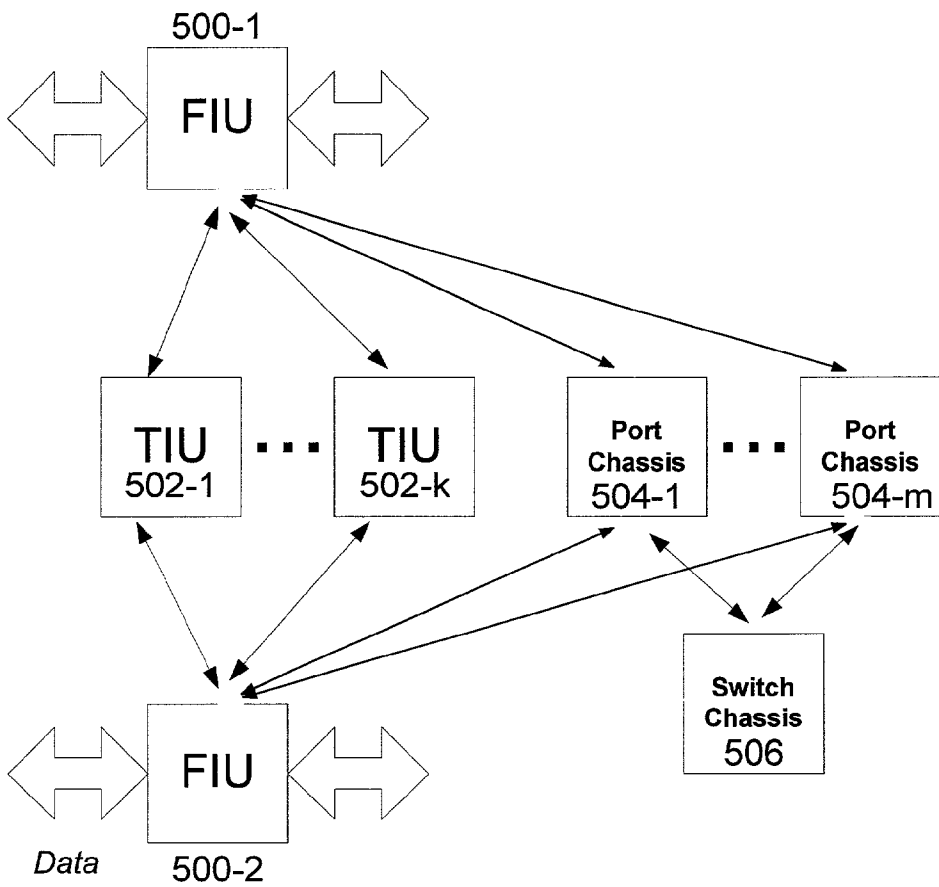 500-1
FIU
TIU
502-1
TIU
502-k
Port
Chassis
504-1
Port
Chassis
504-m
Switch
Chassis
506
FIU
Data
500-2